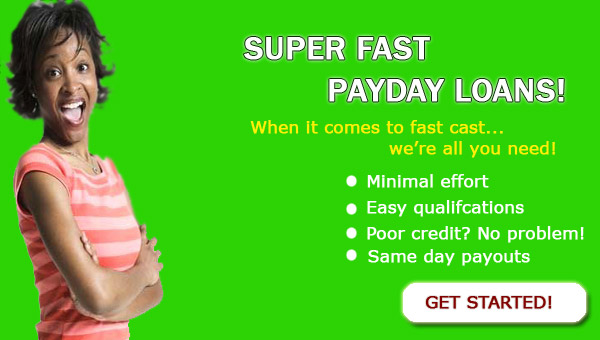 SUPER FAST
PAYDAY LOANS!
When it comes to fast cast...
we're all you need!
Minimal effort
Easy qualifcations
Poor credit? No problem!
Same day payouts
GET STARTED!